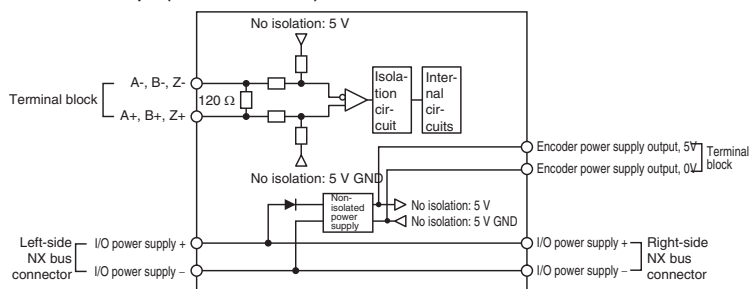 No isolation: 5 V
A-, B-, Z-
Terminal block
120 Ω
A+, B+, Z+
Isola-
tion
cir-
cuit
Inter-
nal
cir-
cuits
No isolation: 5 V GND
Encoder power supply output, 5V
Encoder power supply output, 0V
Terminal
block
Non-
isolated
power
supply
No isolation: 5 V
No isolation: 5 V GND
Left-side
NX bus
connector
I/O power supply +
I/O power supply –
I/O power supply +
I/O power supply –
Right-side
NX bus
connector